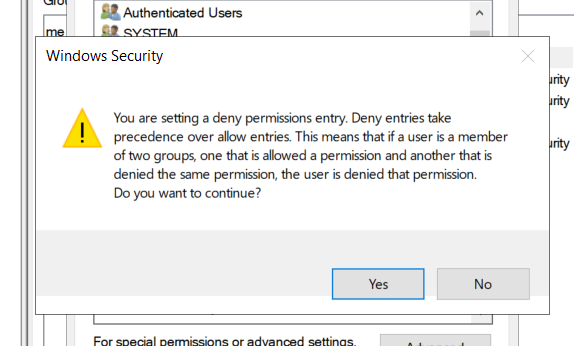 Authenticated Users
me
SYSTEM
Windows Security
urity
urity
You are setting a deny permissions entry. Deny entries take
precedence over allow entries. This means that if a user is a member
of two groups, one that is allowed a permission and another that is
denied the same permission, the user is denied that permission.
Do you want to continue?
urity
Yes
No
For special permissions or advanced settings,
Advanced